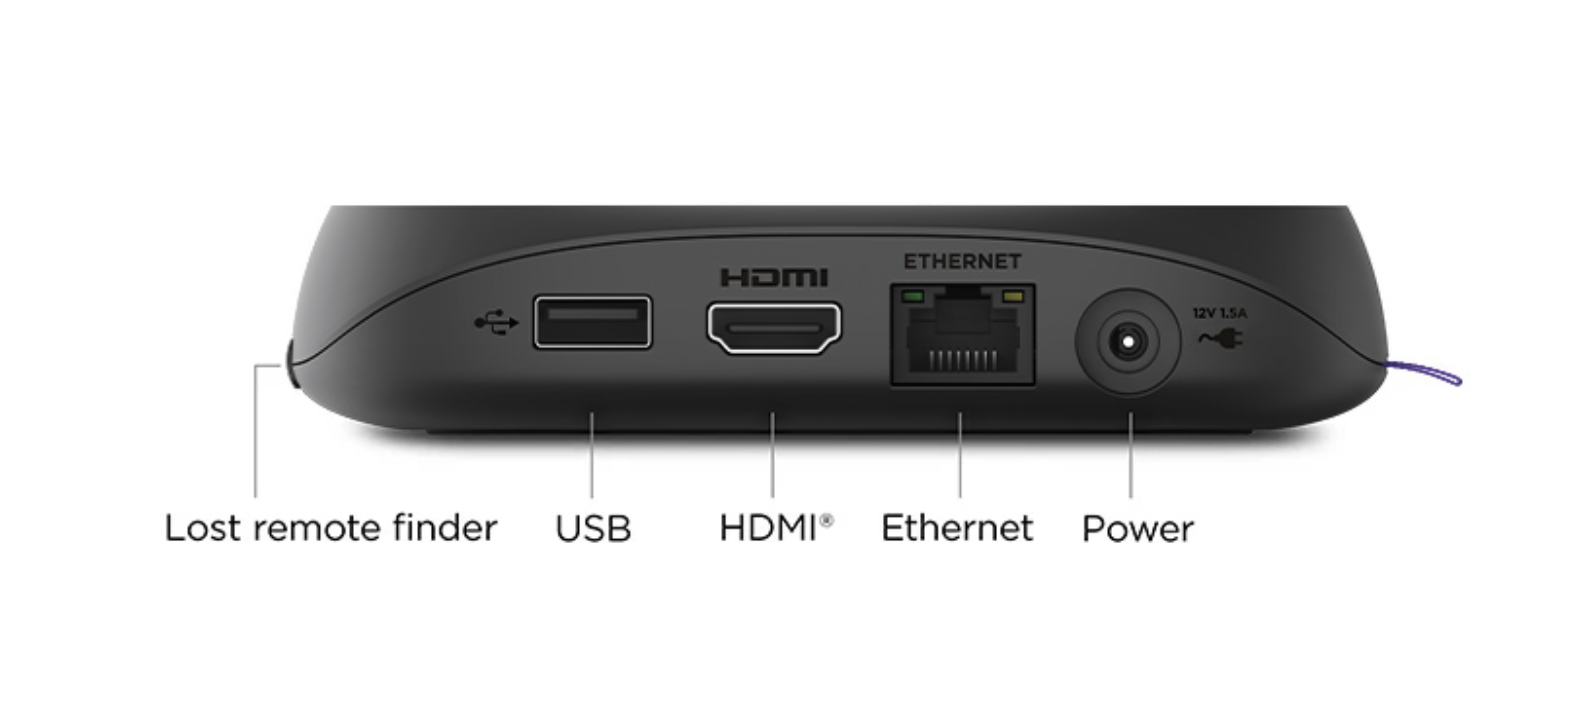 HDMI
ETHERNET
12V 1.5A
Lost remote finder
USB
HDMI®
Ethernet
Power